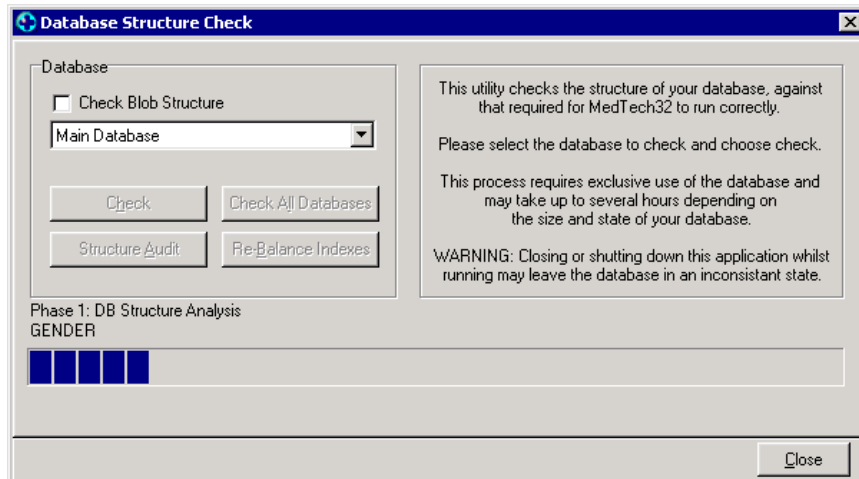 Database Structure Check
Database
Check Blob Structure
Main Database
Check
Check All Databases
Structure Audit
Re-Balance Indexes
This utility checks the structure of your database, against
that required for MedTech32 to run correctly.
Please select the database to check and choose check.
This process requires exclusive use of the database and
may take up to several hours depending on
the size and state of your database.
WARNING: Closing or shutting down this application whilst
running may leave the database in an inconsistant state.
Phase 1: DB Structure Analysis
GENDER
Close